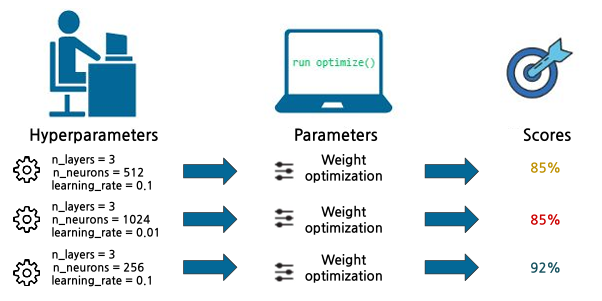 run optimize()
Hyperparameters
Parameters
Scores
n_layers = 3
n_neurons = 512
learning_rate = 0.1
Weight
optimization
85%
n_layers = 3
n_neurons = 1024
learning_rate = 0.01
Weight
optimization
85%
n_layers = 3
n_neurons = 256
learning_rate = 0.1
Weight
optimization
92%